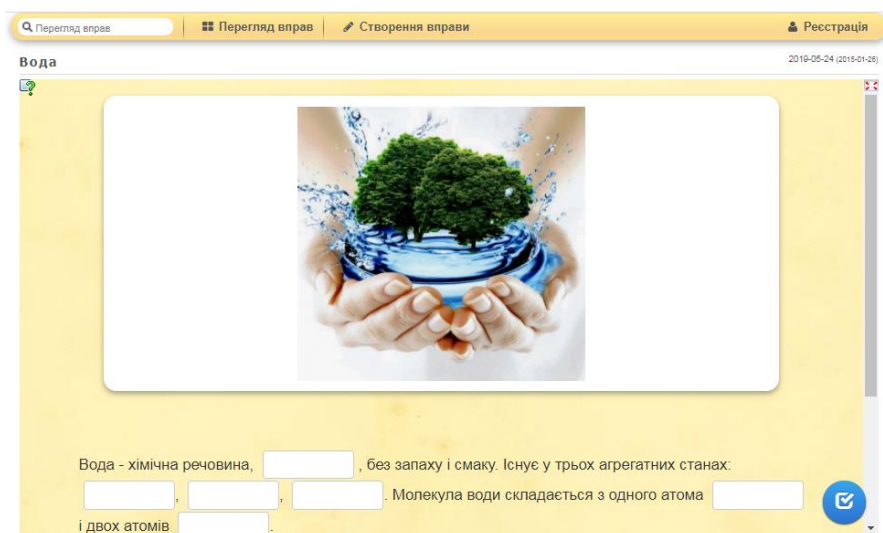 Перегляд вправ
Перегляд вправ
Створення вправи
Реєстрація
Вода
2019-05-24 (2015-01-26)
Вода - хімічна речовина, , без запаху і смаку. Існує у трьох агрегатних станах:
, , . Молекула води складається з одного атома
і двох атомів .